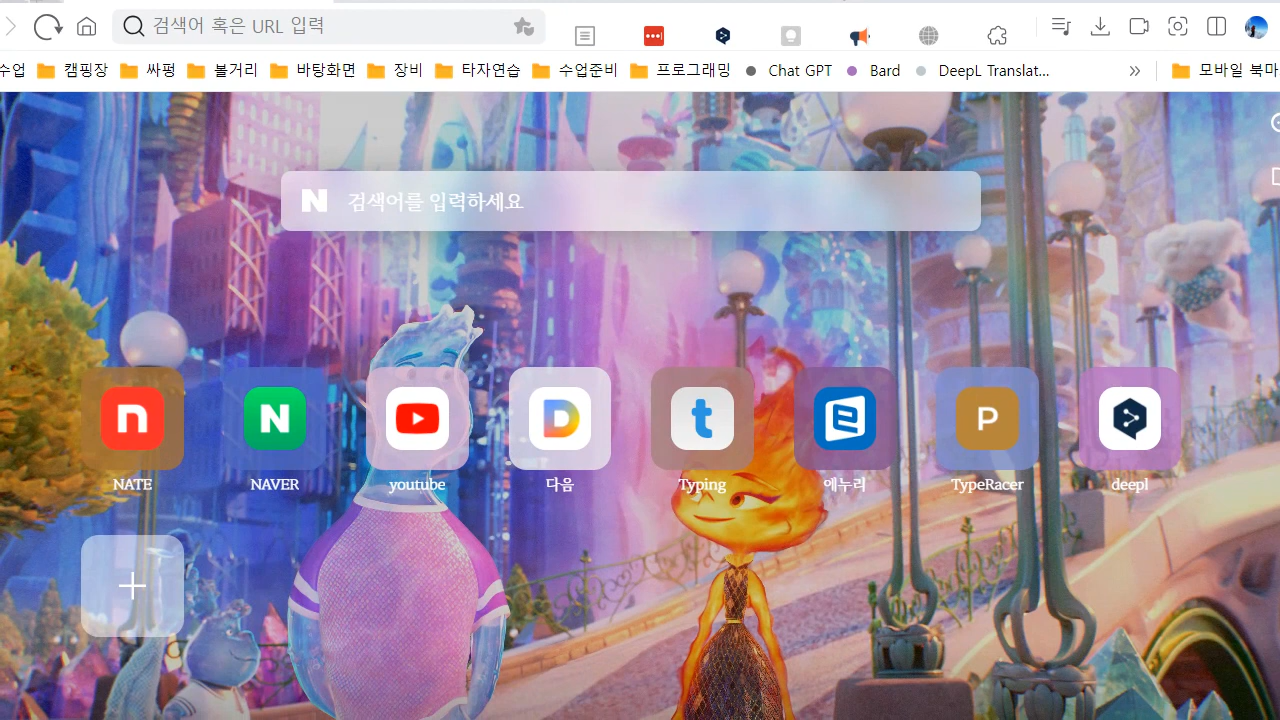 검색어 혹은 URL 입력
수업 캠핑장 싸펑 볼거리 바탕화면 장비 타자연습 수업준비 프로그래밍 Chat GPT Bard DeepL Translat... » 모바일 북마
N 검색어를 입력하세요
NATE NAVER youtube 다음 Typing 에누리 TypeRacer deepl